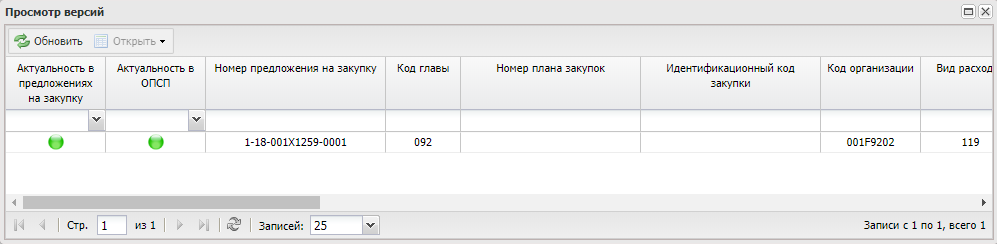 Просмотр версий
Обновить Открыть
Актуальность в предложениях на закупку
Актуальность в ОПСП
Номер предложения на закупку
Код главы
Номер плана закупок
Идентификационный код закупки
Код организации
Вид расход
1-18-001X1259-0001 092 001F9202 119
Стр. 1 из 1 Записей: 25 Записи с 1 по 1, всего 1